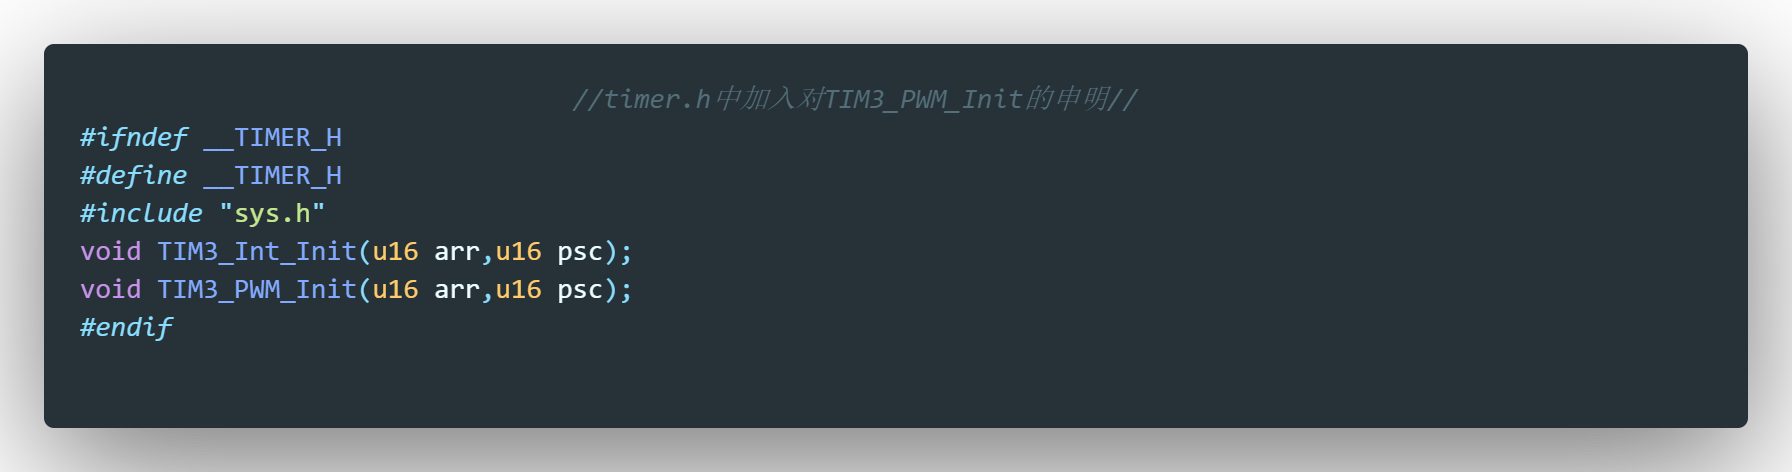 //timer.h中加入对TIM3_PWM_Init的申明//
#ifndef __TIMER_H
#define __TIMER_H
#include "sys.h"
void TIM3_Int_Init(u16 arr,u16 psc);
void TIM3_PWM_Init(u16 arr,u16 psc);
#endif